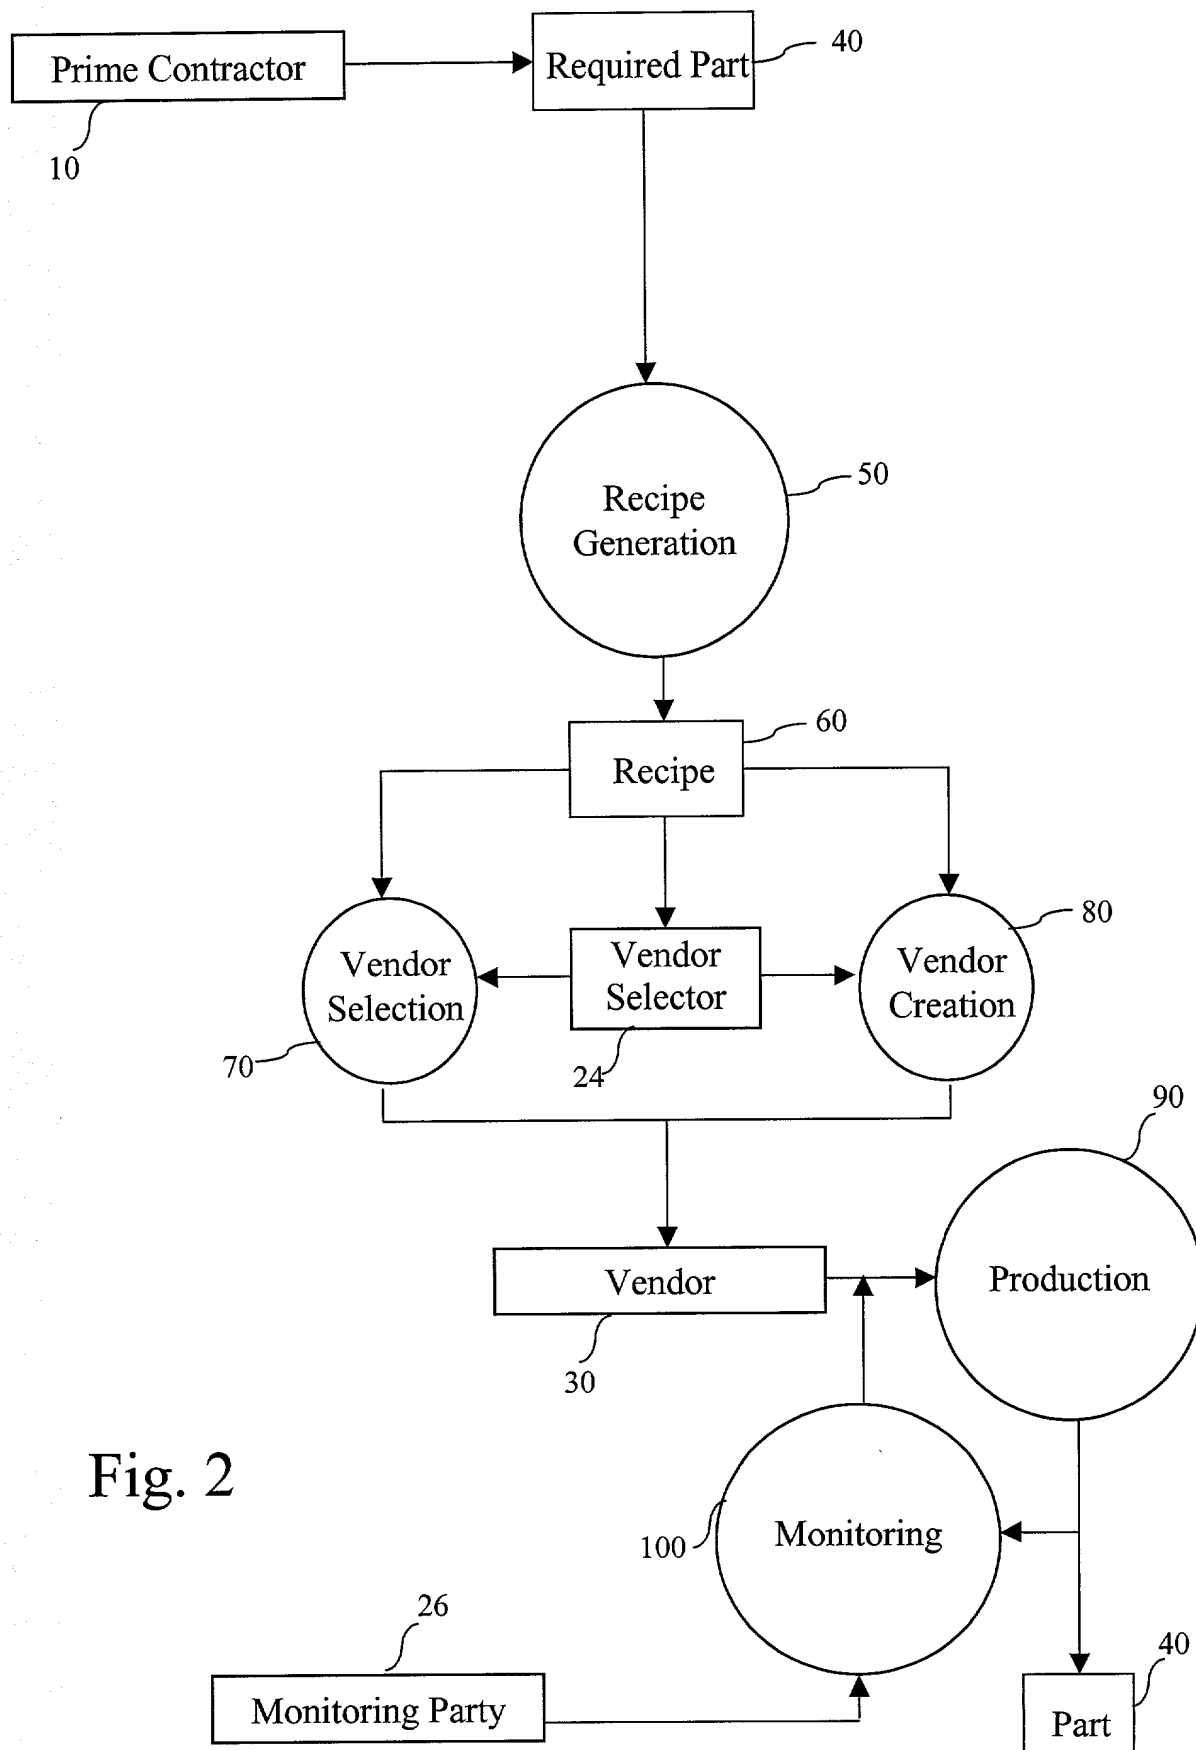 40
Prime Contractor
Required Part
10
50
Recipe
Generation
60
Recipe
80
Vendor
Selection
Vendor
Selector
Vendor
Creation
70
24
90
Vendor
Production
30
Fig. 2
100
Monitoring
26
40
Monitoring Party
Part